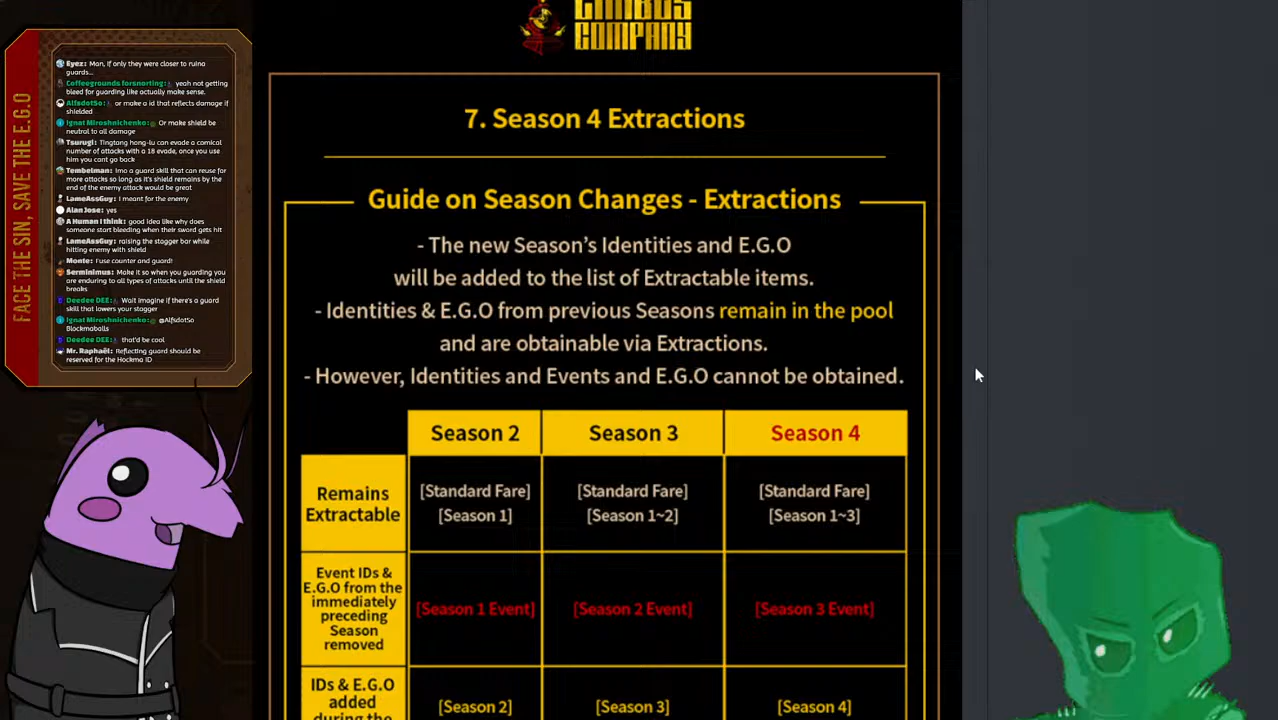 FACE THE SIN, SAVE THE E.G.O
Eyez: Man, if only they were closer to ruina
guards...
Coffeegrounds forsnorting: yeah not getting
bleed for guarding like actually make sense.
AlfsdotSo: or make a id that reflects damage if
shielded
Ignat Miroshnichenko: Or make shield be
neutral to all damage
Tsurugi: Tingtang hong-lu can evade a comical
number of attacks with a 18 evade, once you use
him you cant go back
Tembelman: Imo a guard skill that can reuse for
more attacks so long as it's shield remains by the
end of the enemy attack would be great
LameAssGuy: I meant for the enemy
AlanJose: yes
A Human I think: good idea like why does
someone start bleeding when their sword gets hit
LameAssGuy: raising the stagger bar while
hitting enemy with shield
Monte: I'use counter and guard!
Serminimus: Make it so when you guarding you
are enduring to all types of attacks until the shield
breaks
Deedee DEE: Wait imagine if there's a guard
skill that lowers your stagger
Ignat Miroshnichenko: @AlfsdotSo
Blockmaballs
Deedee DEE: that'd be cool
Mr. Raphaël: Reflecting guard should be
reserved for the Hockma ID
LIMBUS
COMPANY
7. Season 4 Extractions
Guide on Season Changes - Extractions
- The new Season's Identities and E.G.O
will be added to the list of Extractable items.
- Identities & E.G.O from previous Seasons remain in the pool
and are obtainable via Extractions.
- However, Identities and Events and E.G.O cannot be obtained.
Season 2 Season 3 Season 4
Remains
Extractable
[Standard Fare] [Standard Fare] [Standard Fare]
[Season 1] [Season 1~2] [Season 1~3]
Event IDs &
E.G.O from the
immediately
preceding
Season
removed
[Season 1 Event] [Season 2 Event] [Season 3 Event]
IDs & E.G.O
added
during the
[Season 2] [Season 3] [Season 4]